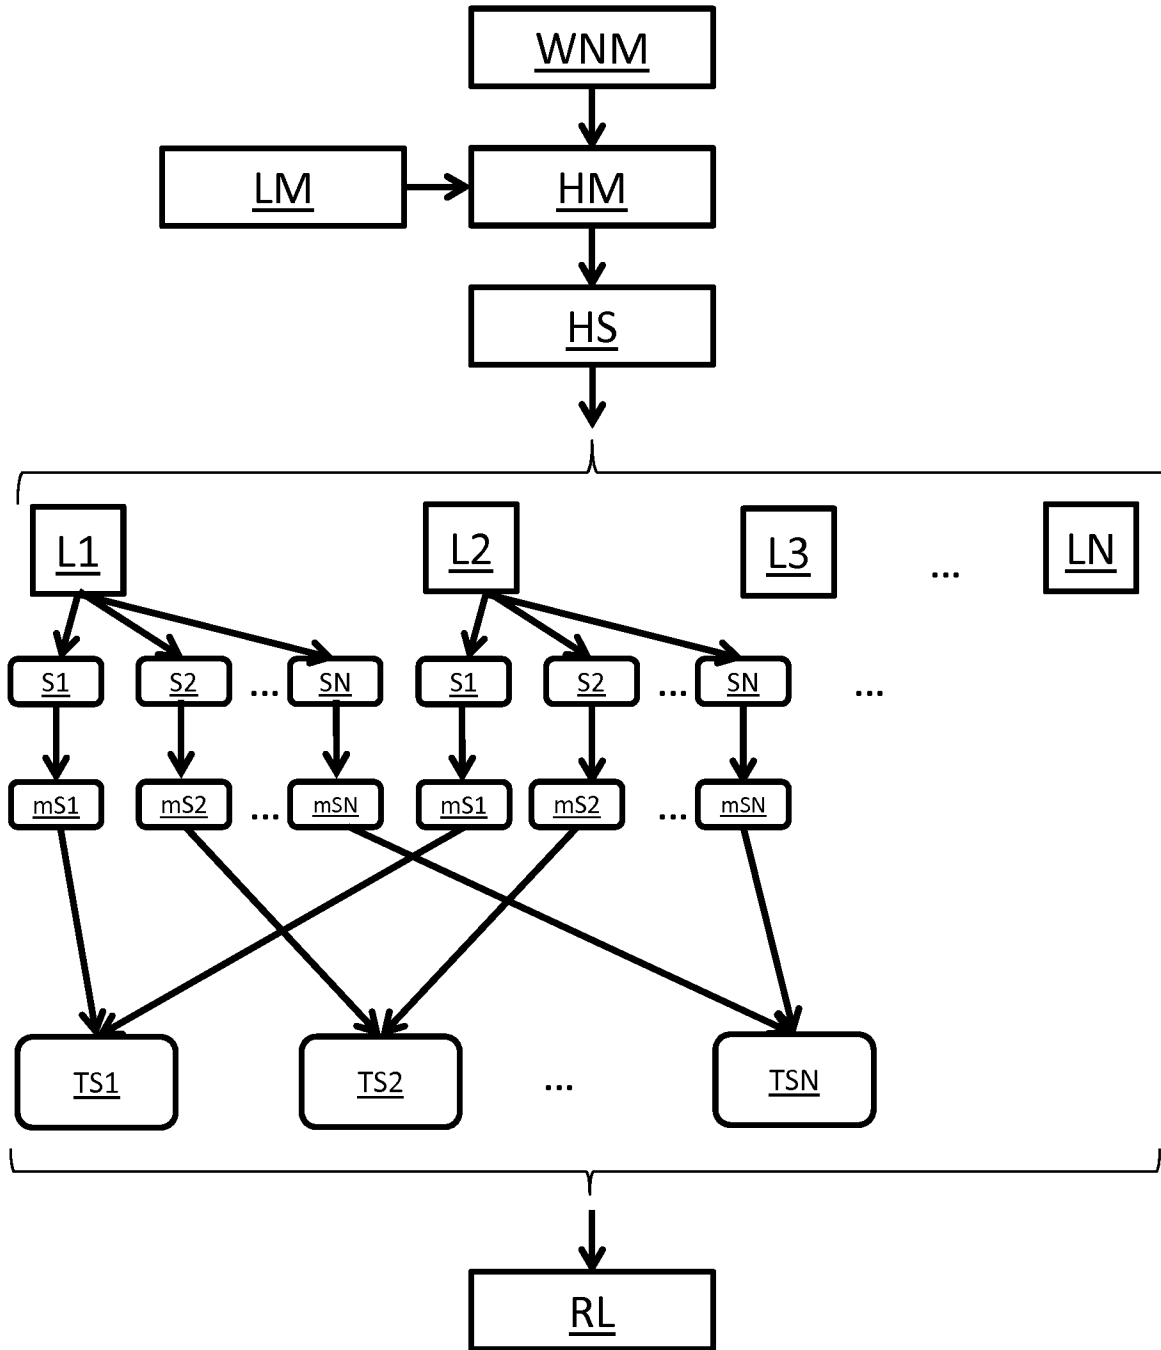 WNM
LM HM
HS
L1 L2 L3 ... LN
S1 S2 ... SN S1 S2 ... SN ...
mS1 mS2 ... mSN mS1 mS2 ... mSN
TS1 TS2 ... TSN
RL